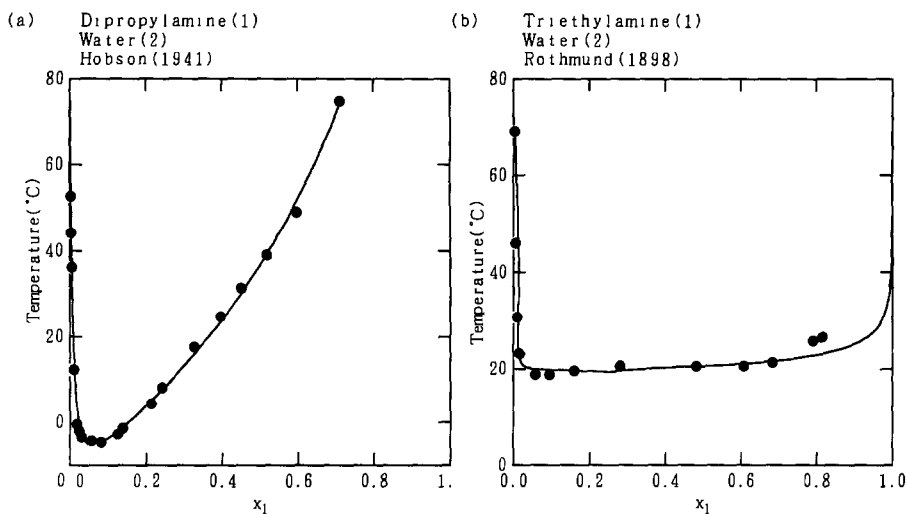 (a) Dipropylamine(1)
Water(2)
Hobson(1941)
80
60
40
20
0
Temperature(°C)
0.0 0.2 0.4 0.6 0.8 1.
x1
(b) Triethylamine(1)
Water(2)
Rothmund(1898)
80
60
40
20
0
Temperature(°C)
0.0 0.2 0.4 0.6 0.8 1.0
x1